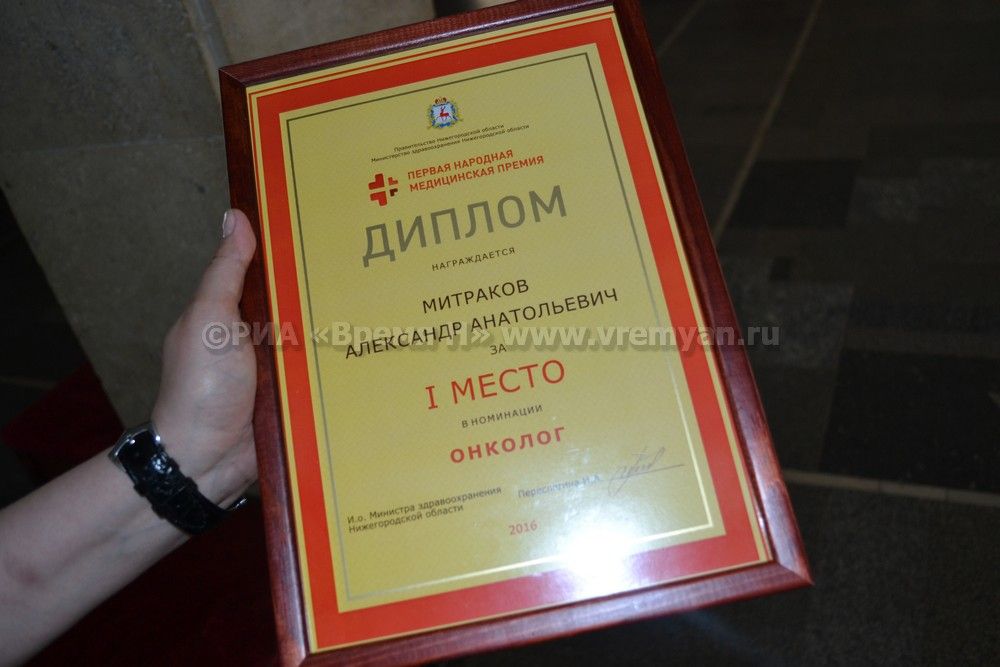 Правительство Нижегородской области
Министерство здравоохранения Нижегородской области
ПЕРВАЯ НАРОДНАЯ
МЕДИЦИНСКАЯ ПРЕМИЯ
ДИПЛОМ
НАГРАЖДАЕТСЯ
МИТРАКОВ
АЛЕКСАНДР АНАТОЛЬЕВИЧ
©РИА «Время Н» www.vremyan.ru
ЗА
I МЕСТО
В НОМИНАЦИИ
ОНКОЛОГ
И.о. Министра здравоохранения
Нижегородской области
Переслегина И.А.
2016